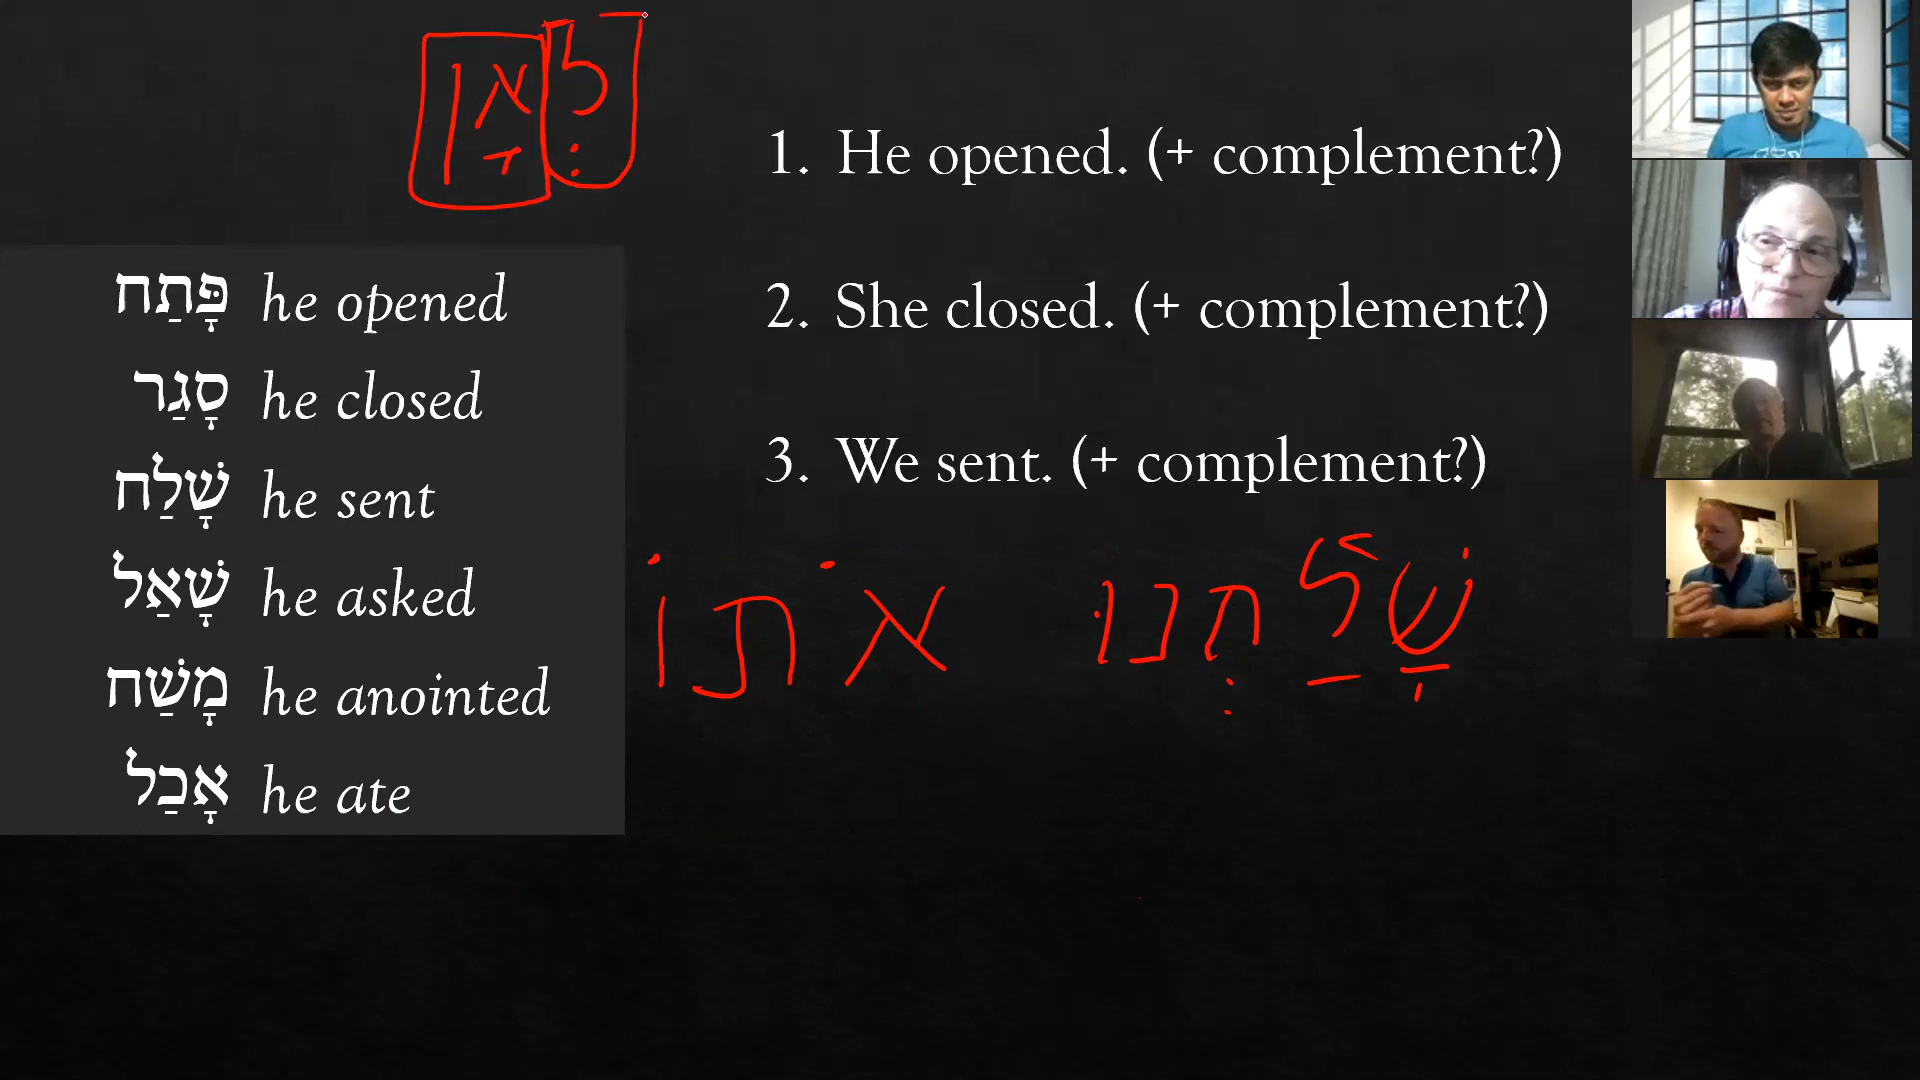 לְאָן
1. He opened. (+ complement?)
2. She closed. (+ complement?)
3. We sent. (+ complement?)
שָׁלַחְנוּ אֹתוֹ
פָּתַח he opened
סָגַר he closed
שָׁלַח he sent
שָׁאַל he asked
מָשַׁח he anointed
אָכַל he ate